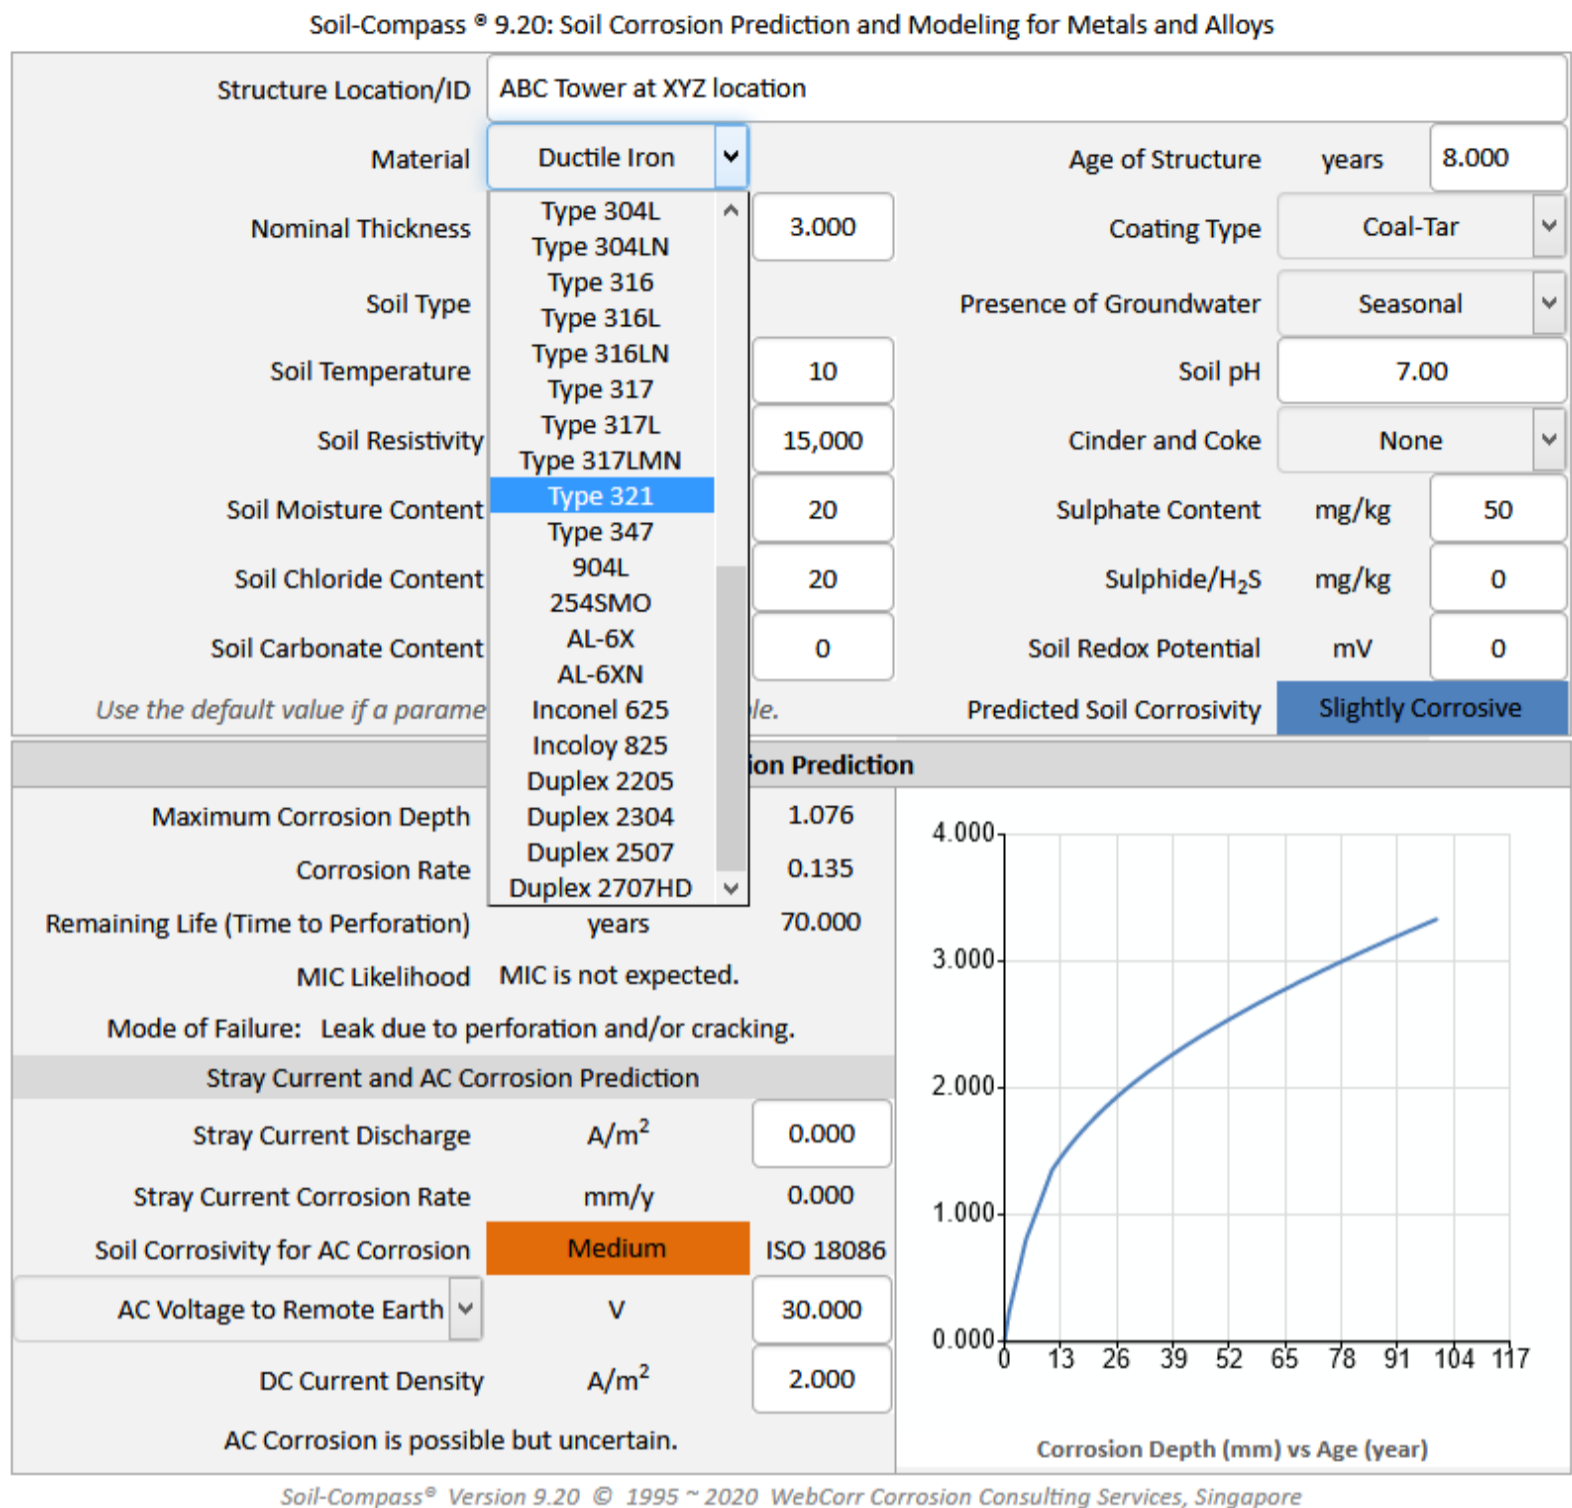 Soil-Compass ® 9.20: Soil Corrosion Prediction and Modeling for Metals and Alloys
Structure Location/ID ABC Tower at XYZ location
Material Ductile Iron Age of Structure years 8.000
Type 304L
Nominal Thickness 3.000 Coating Type Coal-Tar
Type 304LN
Type 316
Soil Type Presence of Groundwater Seasonal
Type 316L
Type 316LN
Soil Temperature 10 Soil pH 7.00
Type 317
Type 317L
Soil Resistivity 15,000 Cinder and Coke None
Type 317LMN
Type 321
Soil Moisture Content 20 Sulphate Content mg/kg 50
Type 347
904L
Soil Chloride Content 20 Sulphide/H₂S mg/kg 0
254SMO
AL-6X
Soil Carbonate Content 0 Soil Redox Potential mV 0
AL-6XN
Use the default value if a parame le. Predicted Soil Corrosivity Slightly Corrosive
Inconel 625
Incoloy 825
ion Prediction
Duplex 2205
Maximum Corrosion Depth 1.076
Duplex 2304
Duplex 2507
Corrosion Rate 0.135
Duplex 2707HD
Remaining Life (Time to Perforation) years 70.000
MIC Likelihood MIC is not expected.
Mode of Failure: Leak due to perforation and/or cracking.
Stray Current and AC Corrosion Prediction
Stray Current Discharge A/m² 0.000
Stray Current Corrosion Rate mm/y 0.000
Soil Corrosivity for AC Corrosion Medium ISO 18086
AC Voltage to Remote Earth V 30.000
DC Current Density A/m² 2.000
AC Corrosion is possible but uncertain.
4.000
3.000
2.000
1.000
0.000
0 13 26 39 52 65 78 91 104 117
Corrosion Depth (mm) vs Age (year)
Soil-Compass® Version 9.20 © 1995 ~ 2020 WebCorr Corrosion Consulting Services, Singapore